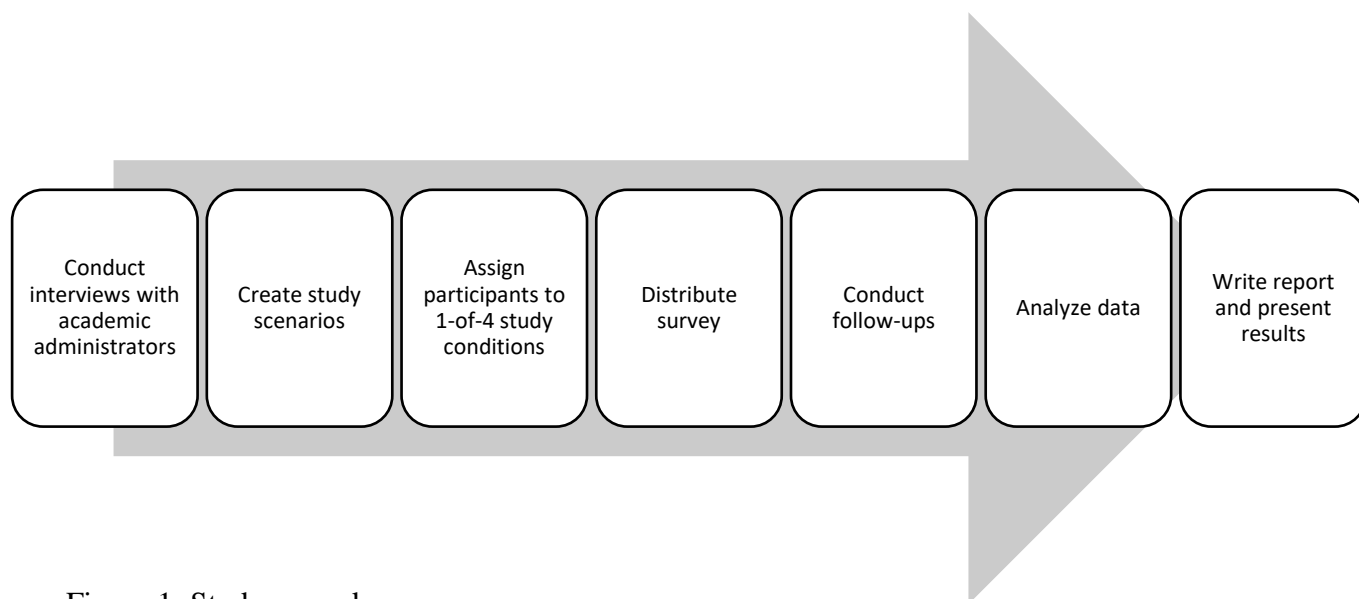 Conduct
interviews with
academic
administrators
Create study
scenarios
Assign
participants to
1-of-4 study
conditions
Distribute
survey
Conduct
follow-ups
Analyze data
Write report
and present
results
Figure 1: Study